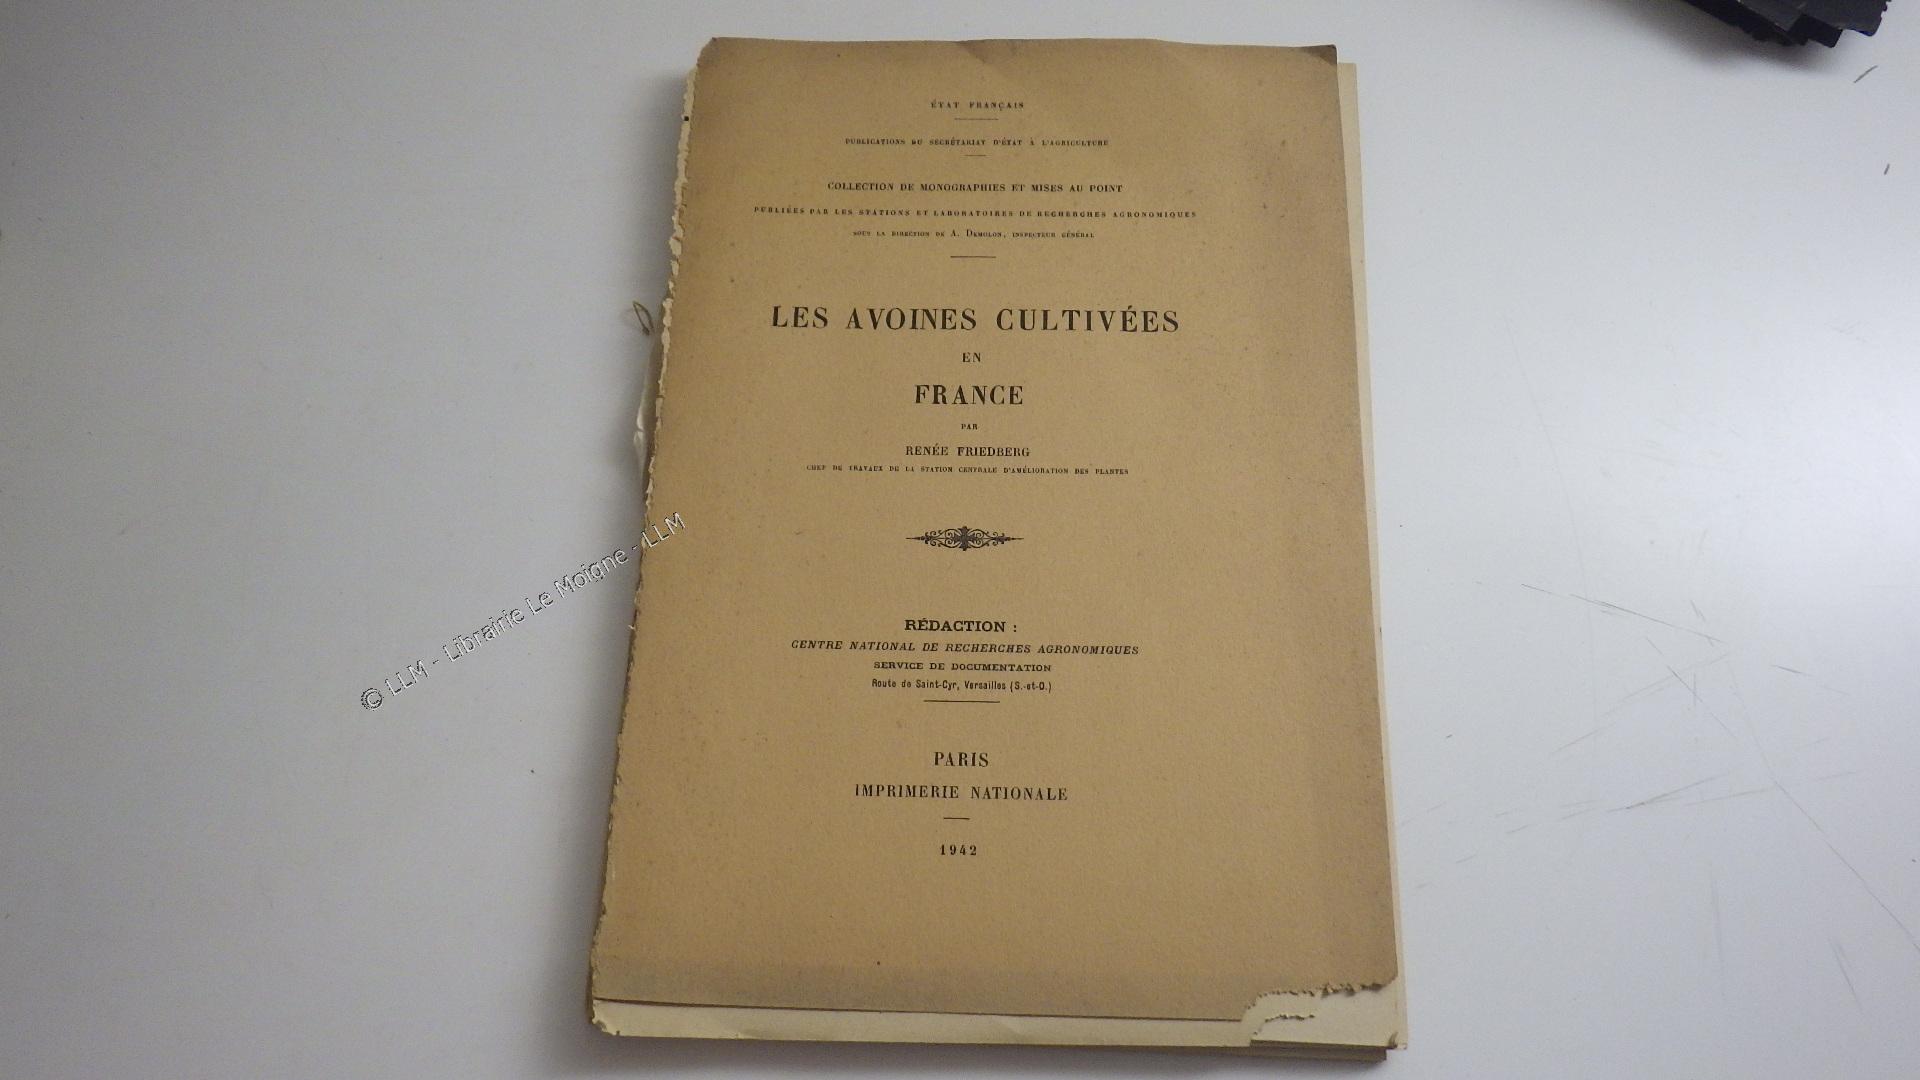 ÉTAT FRANÇAIS
PUBLICATIONS DU SECRÉTARIAT D'ÉTAT À L'AGRICULTURE
COLLECTION DE MONOGRAPHIES ET MISES AU POINT
PUBLIÉES PAR LES STATIONS ET LABORATOIRES DE RECHERCHES AGRONOMIQUES
SOUS LA DIRECTION DE A. DEMOLON, INSPECTEUR GÉNÉRAL
LES AVOINES CULTIVÉES
EN
FRANCE
PAR
RENÉE FRIEDBERG
CHEF DE TRAVAUX DE LA STATION CENTRALE D'AMÉLIORATION DES PLANTES
RÉDACTION :
CENTRE NATIONAL DE RECHERCHES AGRONOMIQUES
SERVICE DE DOCUMENTATION
Route de Saint-Cyr, Versailles (S.-et-O.)
PARIS
IMPRIMERIE NATIONALE
1942
© LLM - Librairie Le Moigne - LLM